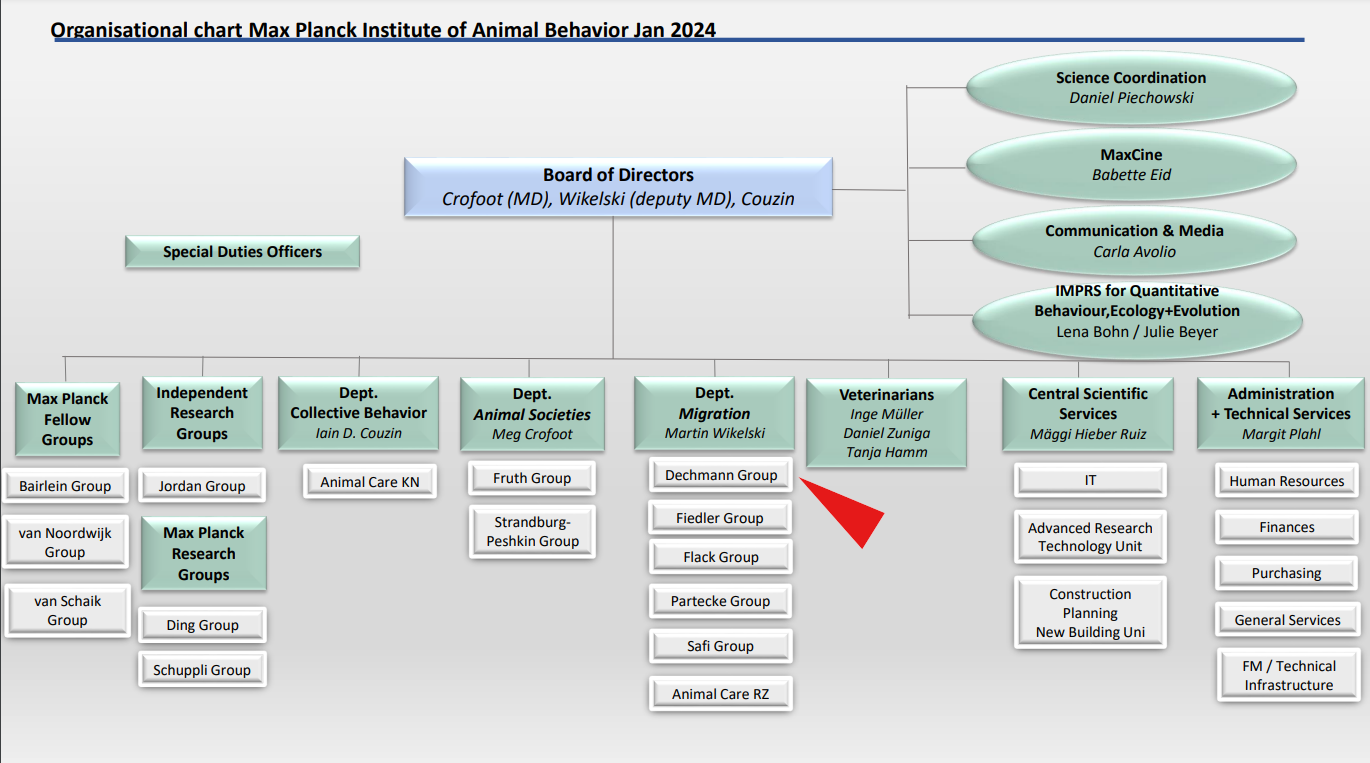 Organisational chart Max Planck Institute of Animal Behavior Jan 2024
Science Coordination
Daniel Piechowski
MaxCine
Babette Eid
Board of Directors
Crofoot (MD), Wikelski (deputy MD), Couzin
Communication & Media
Carla Avolio
Special Duties Officers
IMPRS for Quantitative
Behaviour,Ecology+Evolution
Lena Bohn / Julie Beyer
Max Planck
Fellow
Groups
Bairlein Group
van Noordwijk
Group
van Schaik
Group
Independent
Research
Groups
Jordan Group
Max Planck
Research
Groups
Ding Group
Schuppli Group
Dept.
Collective Behavior
Iain D. Couzin
Animal Care KN
Dept.
Animal Societies
Meg Crofoot
Fruth Group
Strandburg-
Peshkin Group
Dept.
Migration
Martin Wikelski
Dechmann Group
Fiedler Group
Flack Group
Partecke Group
Safi Group
Animal Care RZ
Veterinarians
Inge Müller
Daniel Zuniga
Tanja Hamm
Central Scientific
Services
Mäggi Hieber Ruiz
IT
Advanced Research
Technology Unit
Construction
Planning
New Building Uni
Administration
+ Technical Services
Margit Plahl
Human Resources
Finances
Purchasing
General Services
FM / Technical
Infrastructure